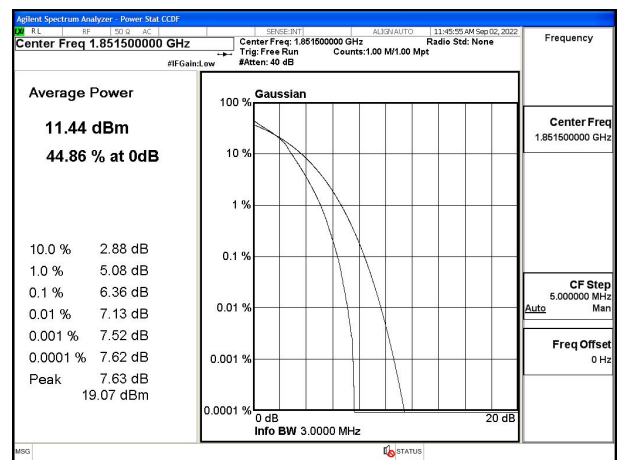 Agilent Spectrum Analyzer - Power Stat CCDF
LXI RL RF 50 Ω AC SENSE:INT ALIGN AUTO 11:45:55 AM Sep 02, 2022
Center Freq 1.851500000 GHz
Center Freq: 1.851500000 GHz Radio Std: None
Trig: Free Run Counts:1.00 M/1.00 Mpt
#IFGain:Low #Atten: 40 dB
Frequency
Average Power
11.44 dBm
44.86 % at 0dB
10.0 % 2.88 dB
1.0 % 5.08 dB
0.1 % 6.36 dB
0.01 % 7.13 dB
0.001 % 7.52 dB
0.0001 % 7.62 dB
Peak 7.63 dB
19.07 dBm
Gaussian
100 %
10 %
1 %
0.1 %
0.01 %
0.001 %
0.0001 %
0 dB 20 dB
Info BW 3.0000 MHz
Center Freq
1.851500000 GHz
CF Step
5.000000 MHz
Auto Man
Freq Offset
0 Hz
MSG STATUS